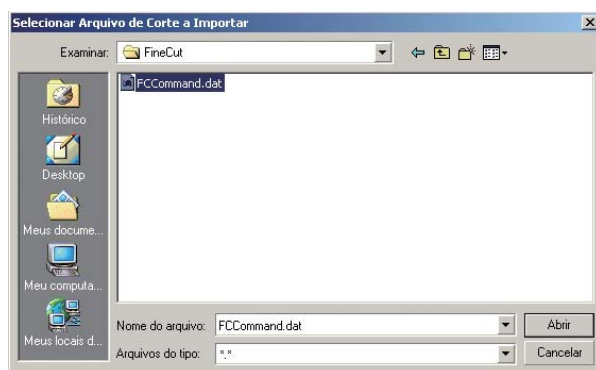 Selecionar Arquivo de Corte a Importar
Examinar:
FineCut
FCCommand.dat
Histórico
Desktop
Meus docume...
Meu computa...
Meus locais d...
Nome do arquivo:
FCCommand.dat
Abrir
Arquivos do tipo:
*.*
Cancelar